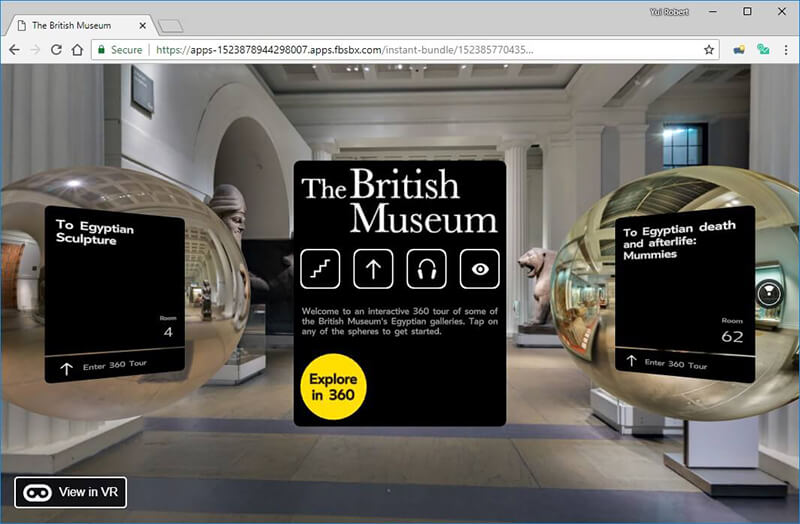 The British Museum
Yui Robert
Secure
https://apps-1523878944298007.apps.fbsbx.com/instant-bundle/152385770435...
The British
Museum
To Egyptian
Sculpture
Room
4
Enter 360 Tour
Welcome to an interactive 360 tour of some of
the British Museum's Egyptian galleries. Tap on
any of the spheres to get started.
Explore
in 360
To Egyptian death
and afterlife:
Mummies
Room
62
Enter 360 Tour
View in VR